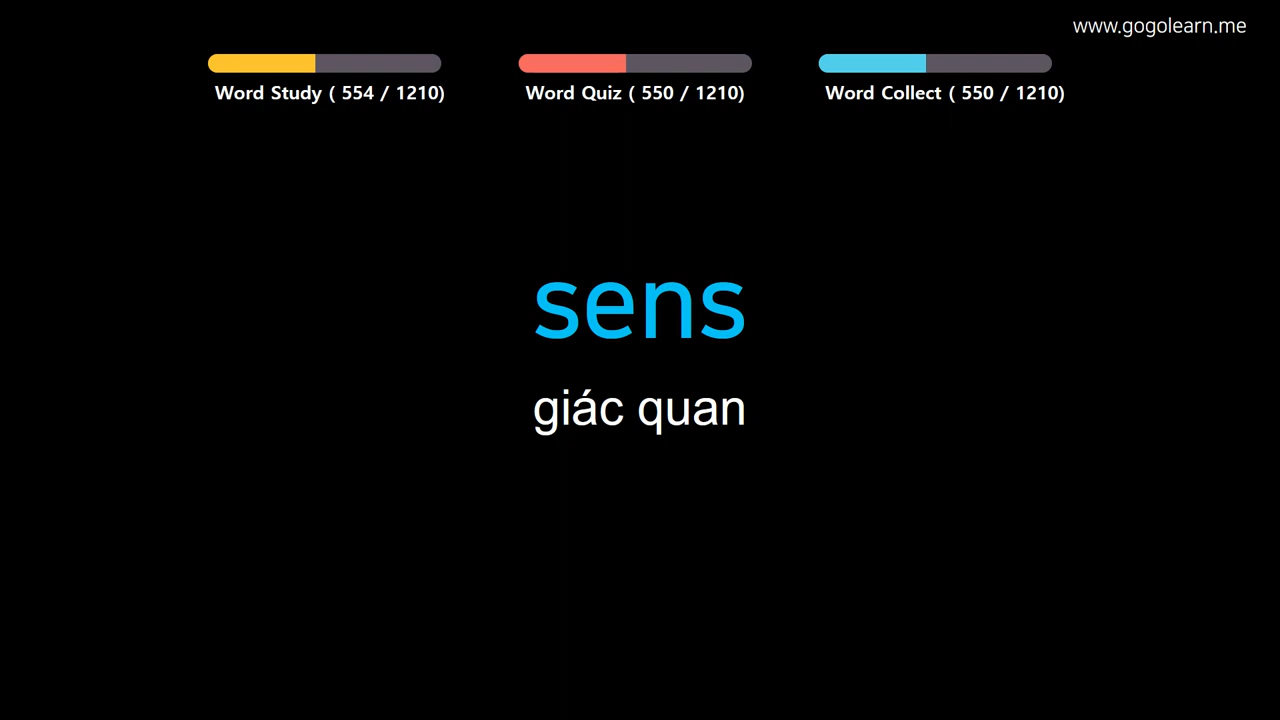 www.gogolearn.me
Word Study ( 554 / 1210)
Word Quiz ( 550 / 1210)
Word Collect ( 550 / 1210)
sens
giác quan